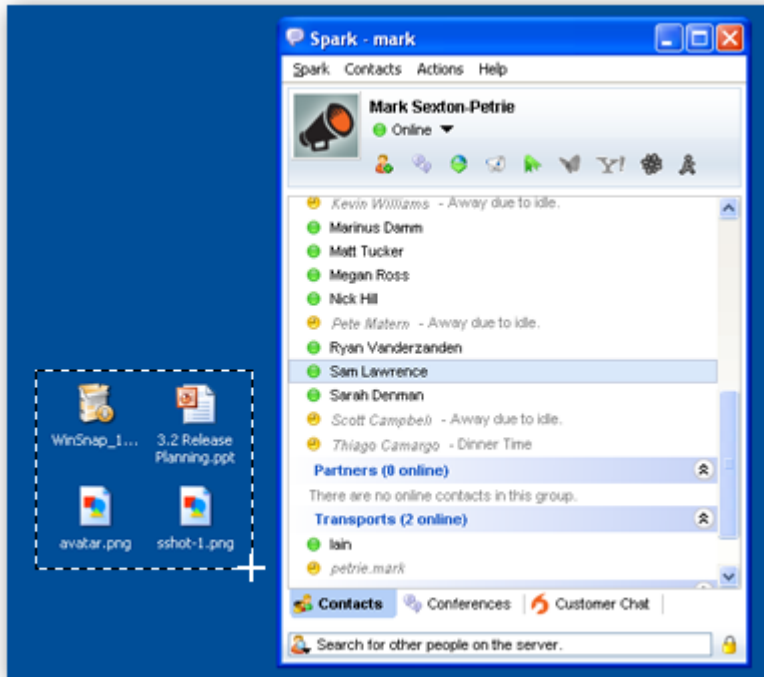 Spark - mark
Spark Contacts Actions Help
Mark Sexton-Petrie
Online
Kevin Williams - Away due to idle.
Marinus Damm
Matt Tucker
Megan Ross
Nick Hill
Pete Matern - Away due to idle.
Ryan Vanderzanden
Sam Lawrence
Sarah Denman
Scott Campbell - Away due to idle.
Thiago Camargo - Dinner Time
Partners (0 online)
There are no online contacts in this group.
Transports (2 online)
Iain
petrie.mark
Contacts Conferences Customer Chat
Search for other people on the server.
WinSnap_1... 3.2 Release
Planning.ppt
avatar.png sshot-1.png